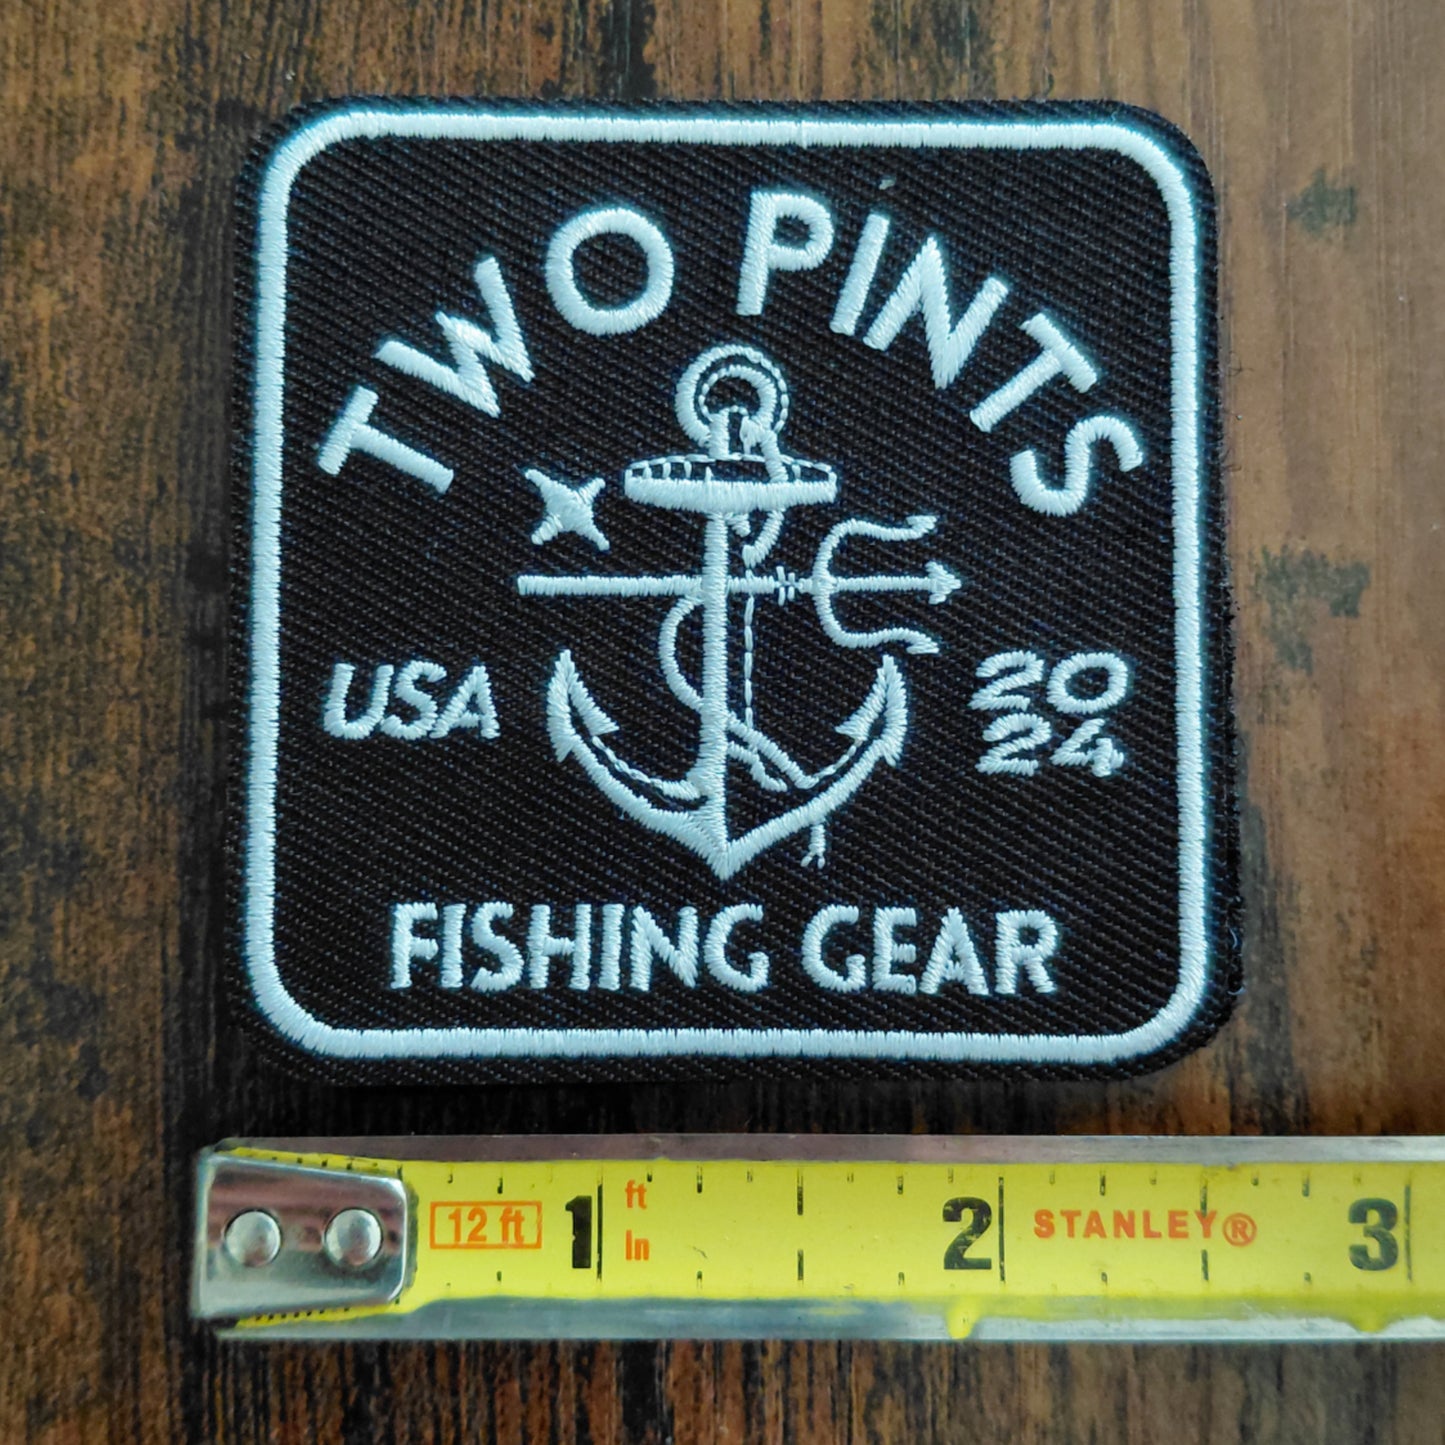 TWO PINTS
USA
20
24
FISHING GEAR
12 ft 1 ft 2 STANLEY® 3
In